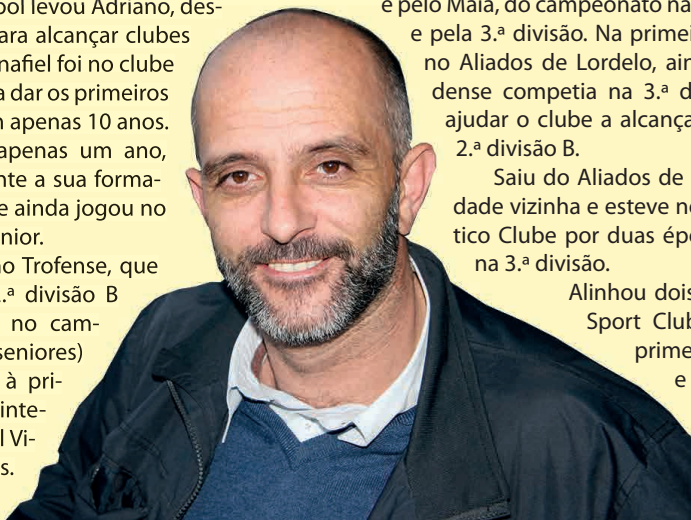 bol levou Adriano, des-
ara alcançar clubes
nafiel foi no clube
a dar os primeiros
apenas 10 anos.
apenas um ano,
nte a sua forma-
e ainda jogou no
nior.
no Trofense, que
.ª divisão B
no cam-
seniores)
à pri-
inte-
l Vi-
s.
e pelo Maia, do campeonato na
e pela 3.ª divisão. Na primei
no Aliados de Lordelo, ain
dense competia na 3.ª d
ajudar o clube a alcança
2.ª divisão B.
Saiu do Aliados de
dade vizinha e esteve n
tico Clube por duas épo
na 3.ª divisão.
Alinhou dois
Sport Club
prime
e